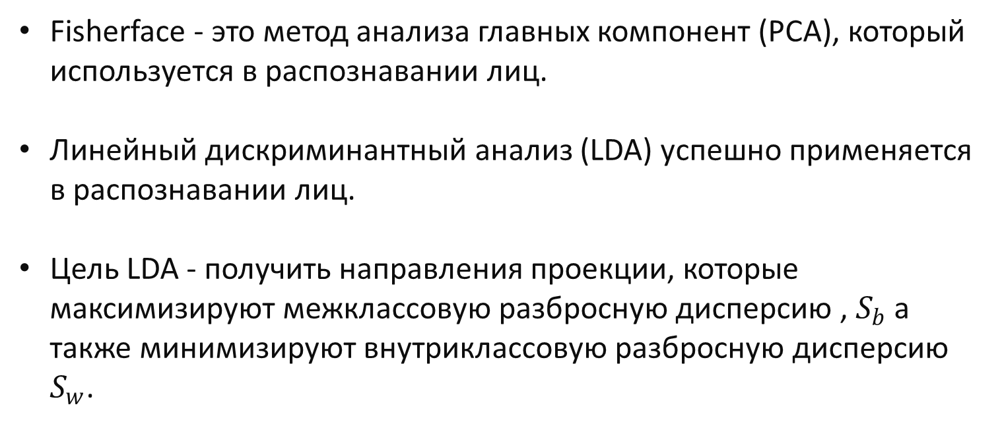 • Fisherface - это метод анализа главных компонент (PCA), который
используется в распознавании лиц.
• Линейный дискриминантный анализ (LDA) успешно применяется
в распознавании лиц.
• Цель LDA - получить направления проекции, которые
максимизируют межклассовую разбросную дисперсию , S_b а
также минимизируют внутриклассовую разбросную дисперсию
S_w.